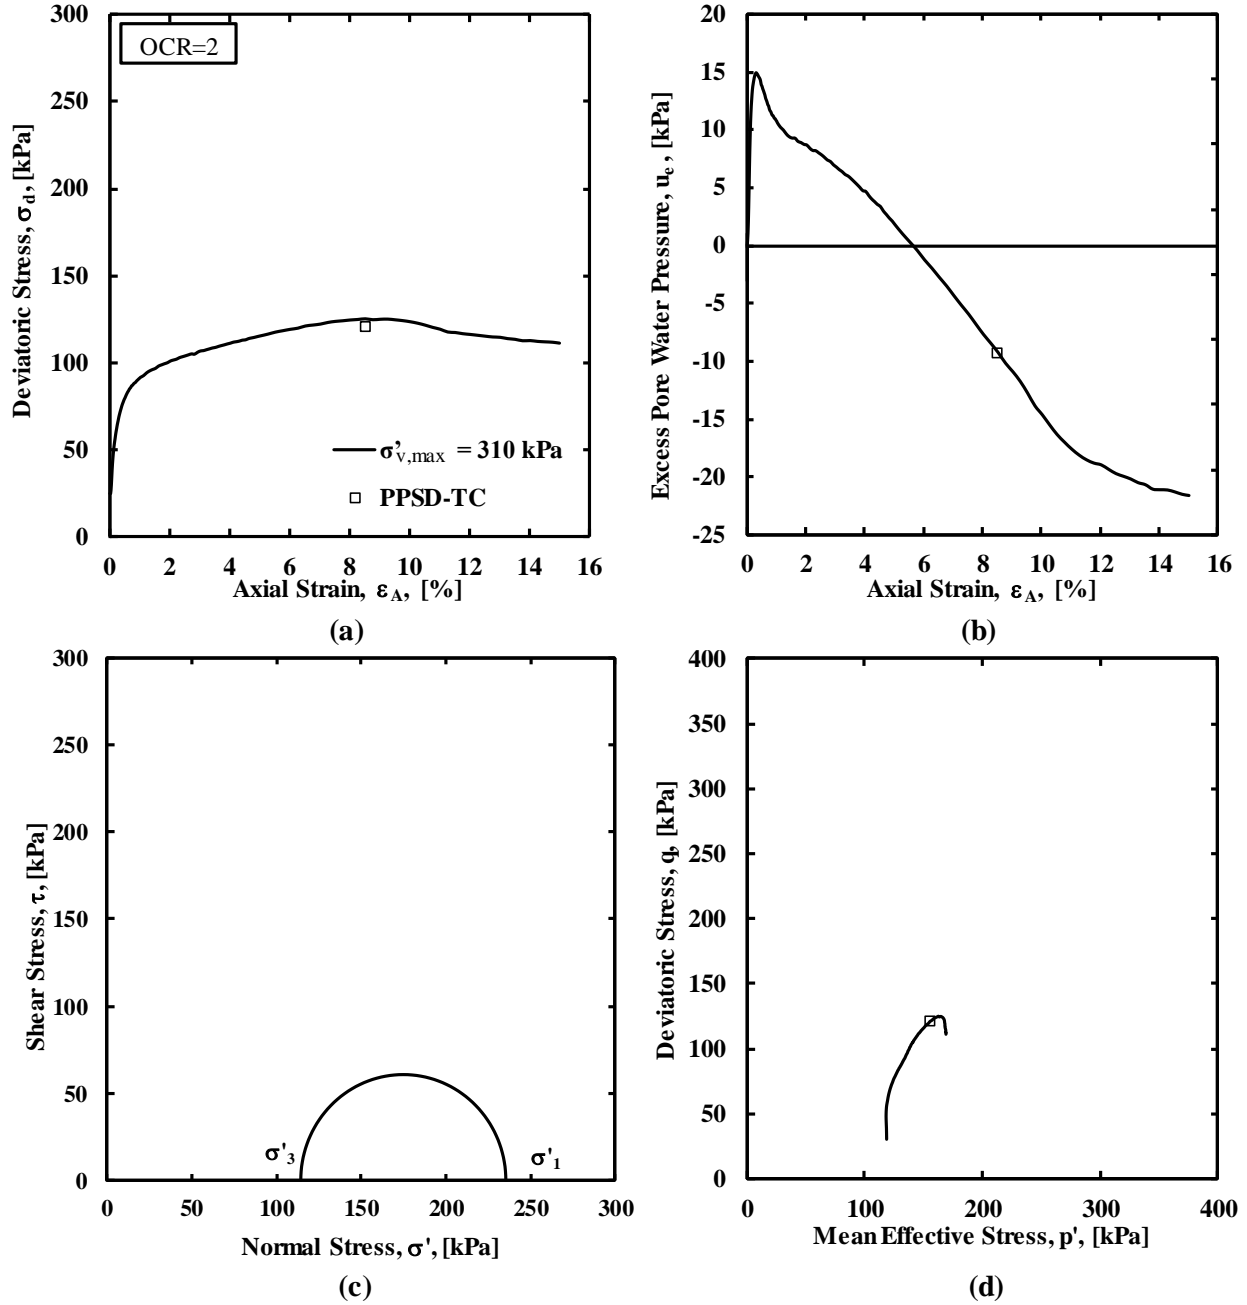 300
250
200
150
100
50
0
Deviatoric Stress, σd, [kPa]
OCR=2
σ'v,max = 310 kPa
PPSD-TC
0 2 4 6 8 10 12 14 16
Axial Strain, εA, [%]
(a)
20
15
10
5
0
-5
-10
-15
-20
-25
Excess Pore Water Pressure, ue, [kPa]
0 2 4 6 8 10 12 14 16
Axial Strain, εA, [%]
(b)
300
250
200
150
100
50
0
Shear Stress, τ, [kPa]
σ'3
σ'1
0 50 100 150 200 250 300
Normal Stress, σ', [kPa]
(c)
400
350
300
250
200
150
100
50
0
Deviatoric Stress, q, [kPa]
0 100 200 300 400
Mean Effective Stress, p', [kPa]
(d)